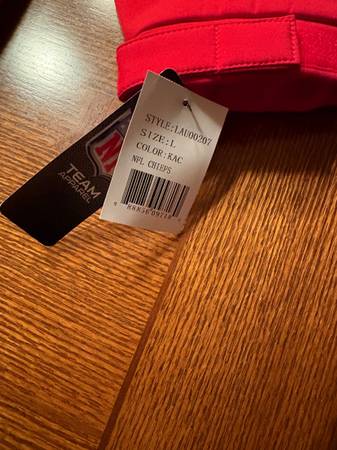 STYLE:LAU00207
SIZE:L
COLOR:KAC
NFL CHIEFS
TEAM
APPAREL